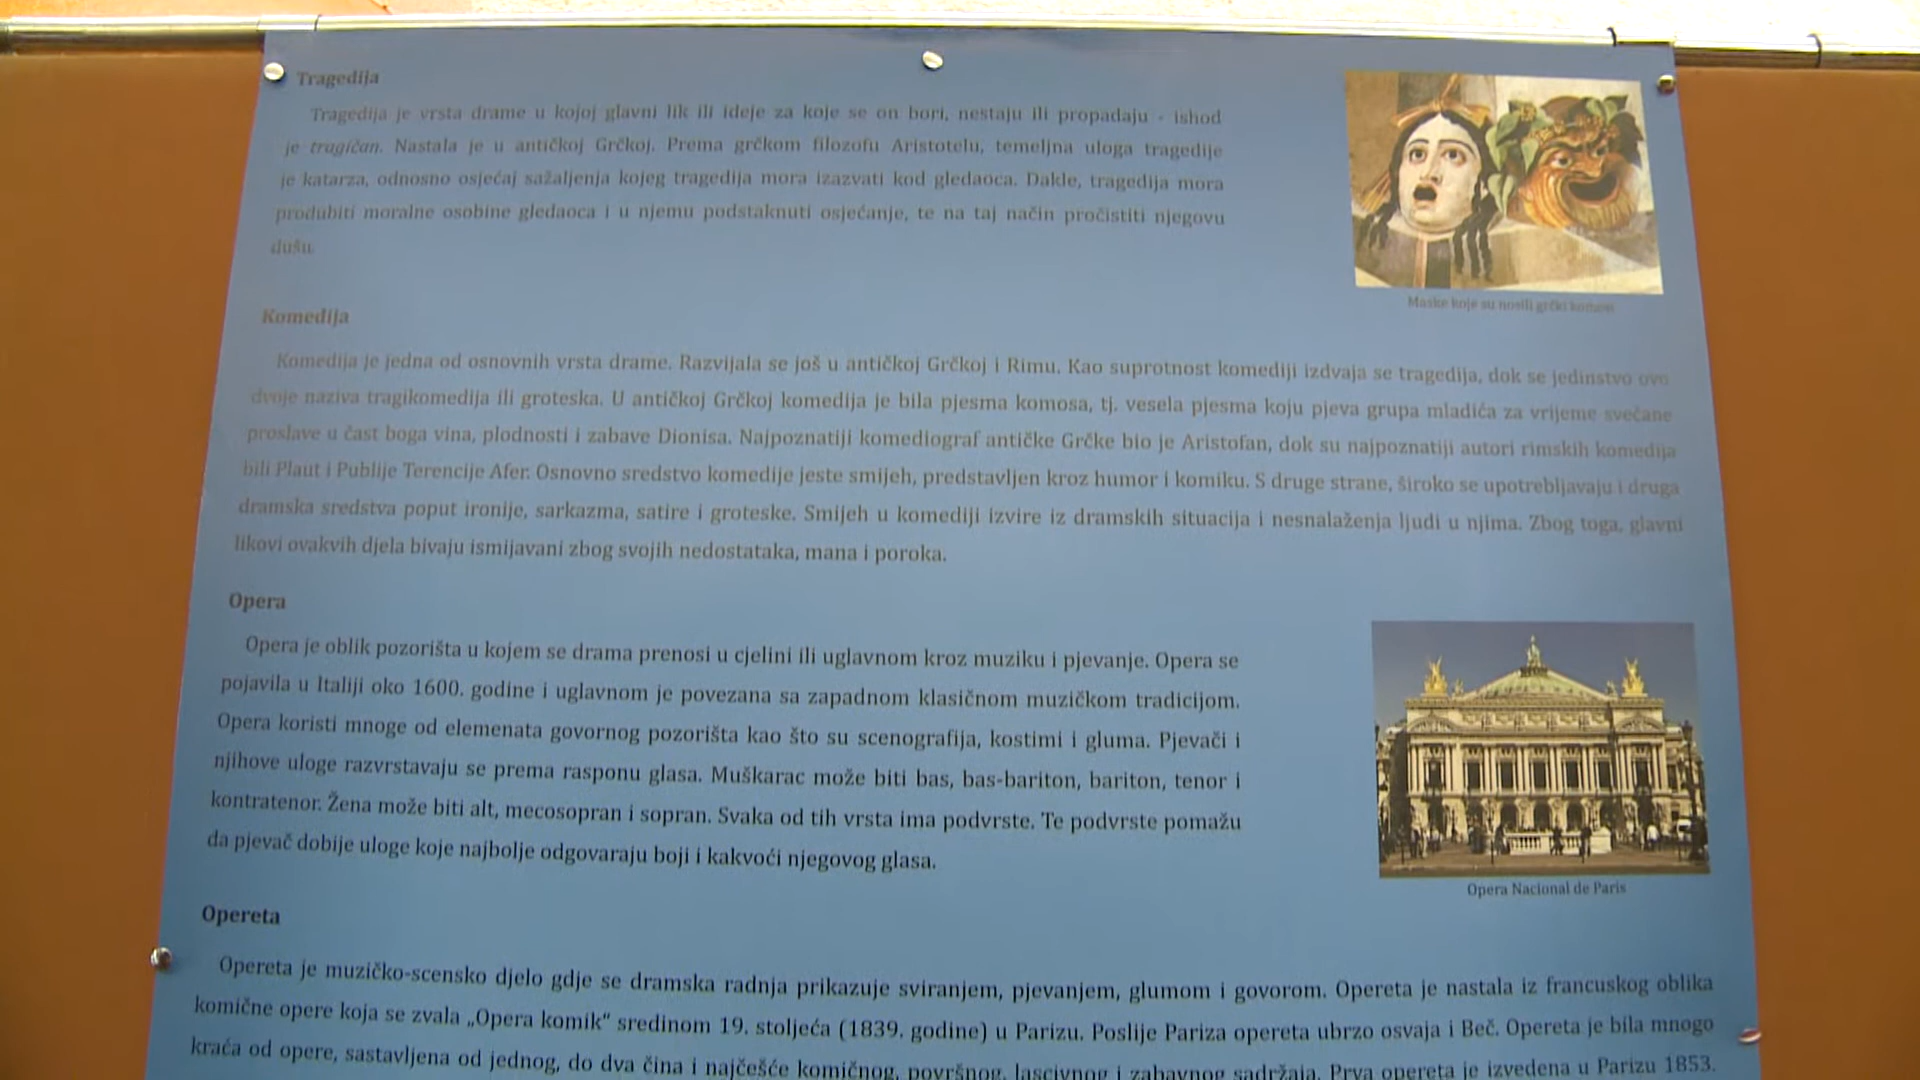 Tragedija
Tragedija je vrsta drame u kojoj glavni lik ili ideje za koje se on bori, nestaju ili propadaju - ishod
je tragičan. Nastala je u antičkoj Grčkoj. Prema grčkom filozofu Aristotelu, temeljna uloga tragedije
je katarza, odnosno osjećaj sažaljenja kojeg tragedija mora izazvati kod gledaoca. Dakle, tragedija mora
produbiti moralne osobine gledaoca i u njemu podstaknuti osjećanje, te na taj način pročistiti njegovu
dušu.
Maske koje su nosili grčki komosi
Komedija
Komedija je jedna od osnovnih vrsta drame. Razvijala se još u antičkoj Grčkoj i Rimu. Kao suprotnost komediji izdvaja se tragedija, dok se jedinstvo ovo
dvoje naziva tragikomedija ili groteska. U antičkoj Grčkoj komedija je bila pjesma komosa, tj. vesela pjesma koju pjeva grupa mladića za vrijeme svečane
proslave u čast boga vina, plodnosti i zabave Dionisa. Najpoznatiji komediograf antičke Grčke bio je Aristofan, dok su najpoznatiji autori rimskih komedija
bili Plaut i Publije Terencije Afer. Osnovno sredstvo komedije jeste smijeh, predstavljen kroz humor i komiku. S druge strane, široko se upotrebljavaju i druga
dramska sredstva poput ironije, sarkazma, satire i groteske. Smijeh u komediji izvire iz dramskih situacija i nesnalaženja ljudi u njima. Zbog toga, glavni
likovi ovakvih djela bivaju ismijavani zbog svojih nedostataka, mana i poroka.
Opera
Opera je oblik pozorišta u kojem se drama prenosi u cjelini ili uglavnom kroz muziku i pjevanje. Opera se
pojavila u Italiji oko 1600. godine i uglavnom je povezana sa zapadnom klasičnom muzičkom tradicijom.
Opera koristi mnoge od elemenata govornog pozorišta kao što su scenografija, kostimi i gluma. Pjevači i
njihove uloge razvrstavaju se prema rasponu glasa. Muškarac može biti bas, bas-bariton, bariton, tenor i
kontratenor. Žena može biti alt, mecosopran i sopran. Svaka od tih vrsta ima podvrste. Te podvrste pomažu
da pjevač dobije uloge koje najbolje odgovaraju boji i kakvoći njegovog glasa.
Opera Nacional de Paris
Opereta
Opereta je muzičko-scensko djelo gdje se dramska radnja prikazuje sviranjem, pjevanjem, glumom i govorom. Opereta je nastala iz francuskog oblika
komične opere koja se zvala „Opera komik“ sredinom 19. stoljeća (1839. godine) u Parizu. Poslije Pariza opereta ubrzo osvaja i Beč. Opereta je bila mnogo
kraća od opere, sastavljena od jednog, do dva čina i najčešće komičnog, površnog, lascivnog i zabavnog sadržaja. Prva opereta je izvedena u Parizu 1853.